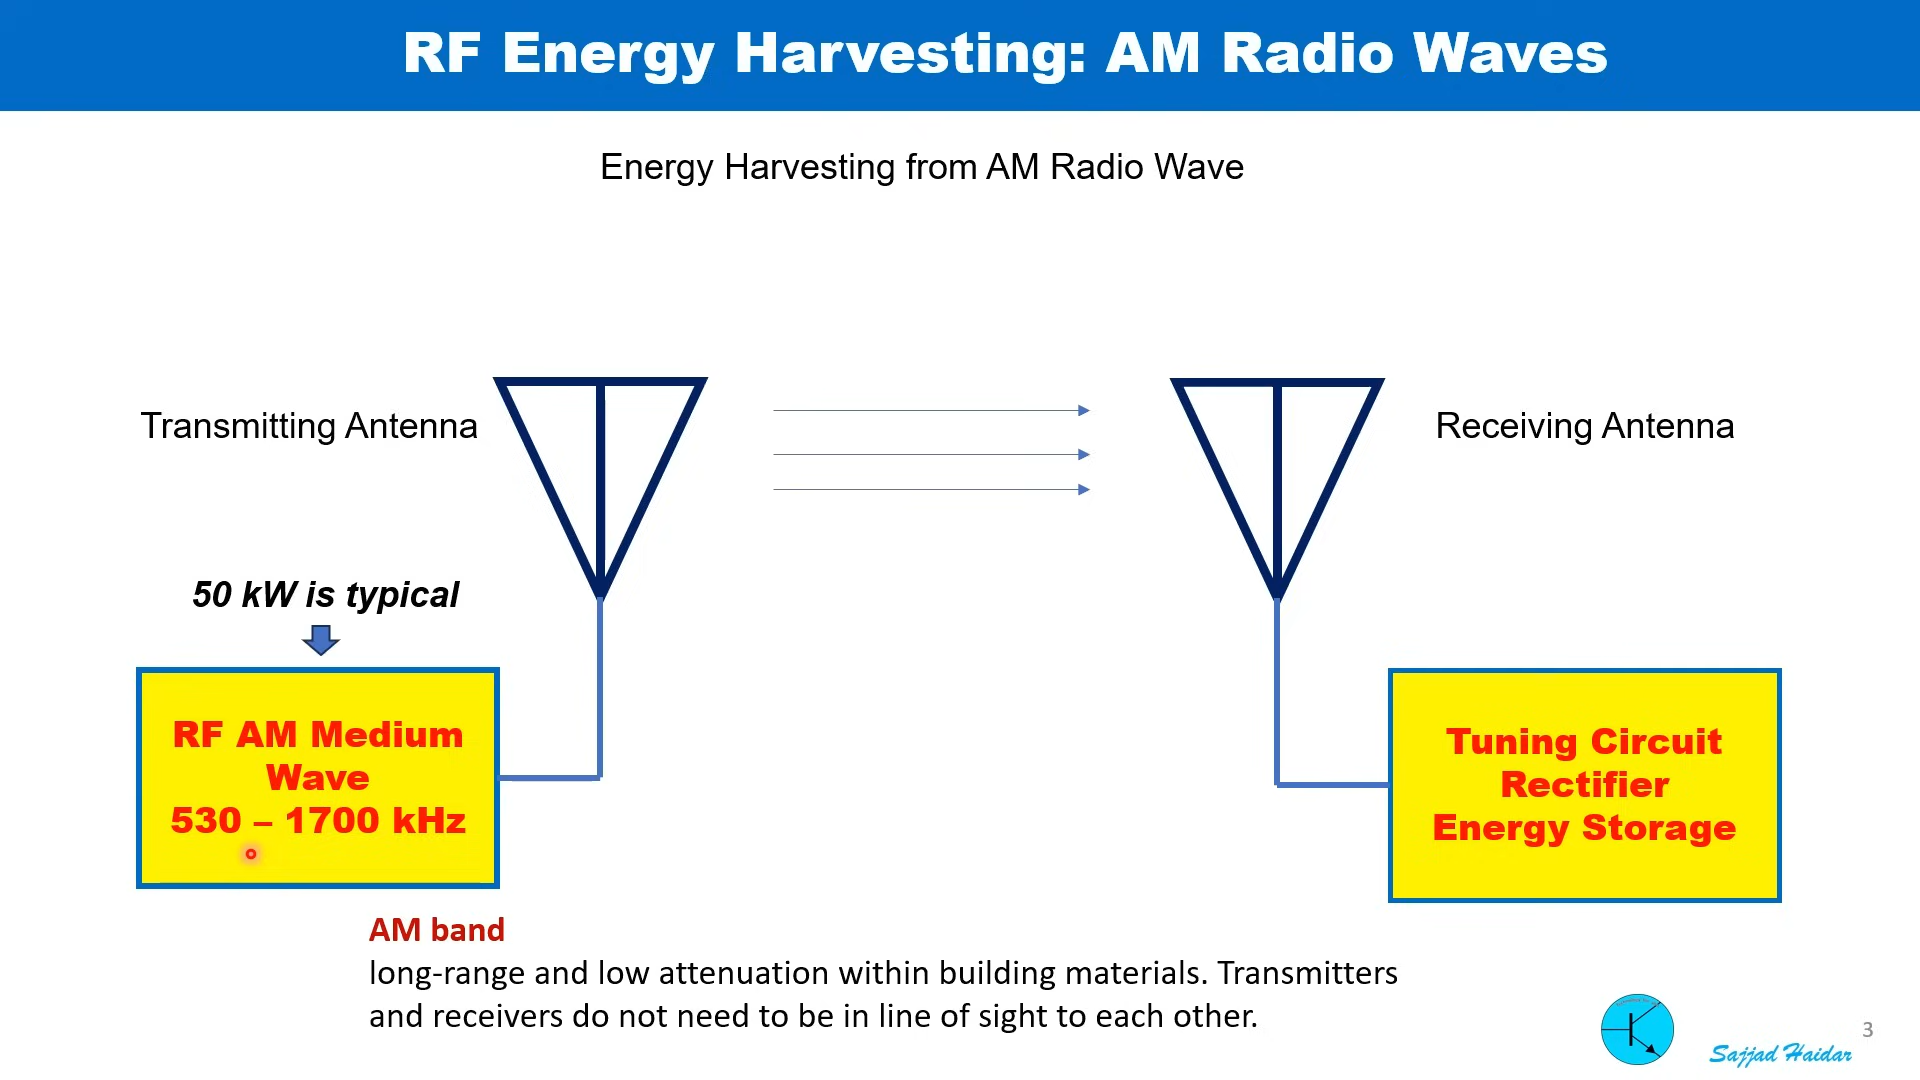 RF Energy Harvesting: AM Radio Waves
Energy Harvesting from AM Radio Wave
Transmitting Antenna
Receiving Antenna
50 kW is typical
RF AM Medium
Wave
530 – 1700 kHz
Tuning Circuit
Rectifier
Energy Storage
AM band
long-range and low attenuation within building materials. Transmitters
and receivers do not need to be in line of sight to each other.
Sajjad Haidar
3